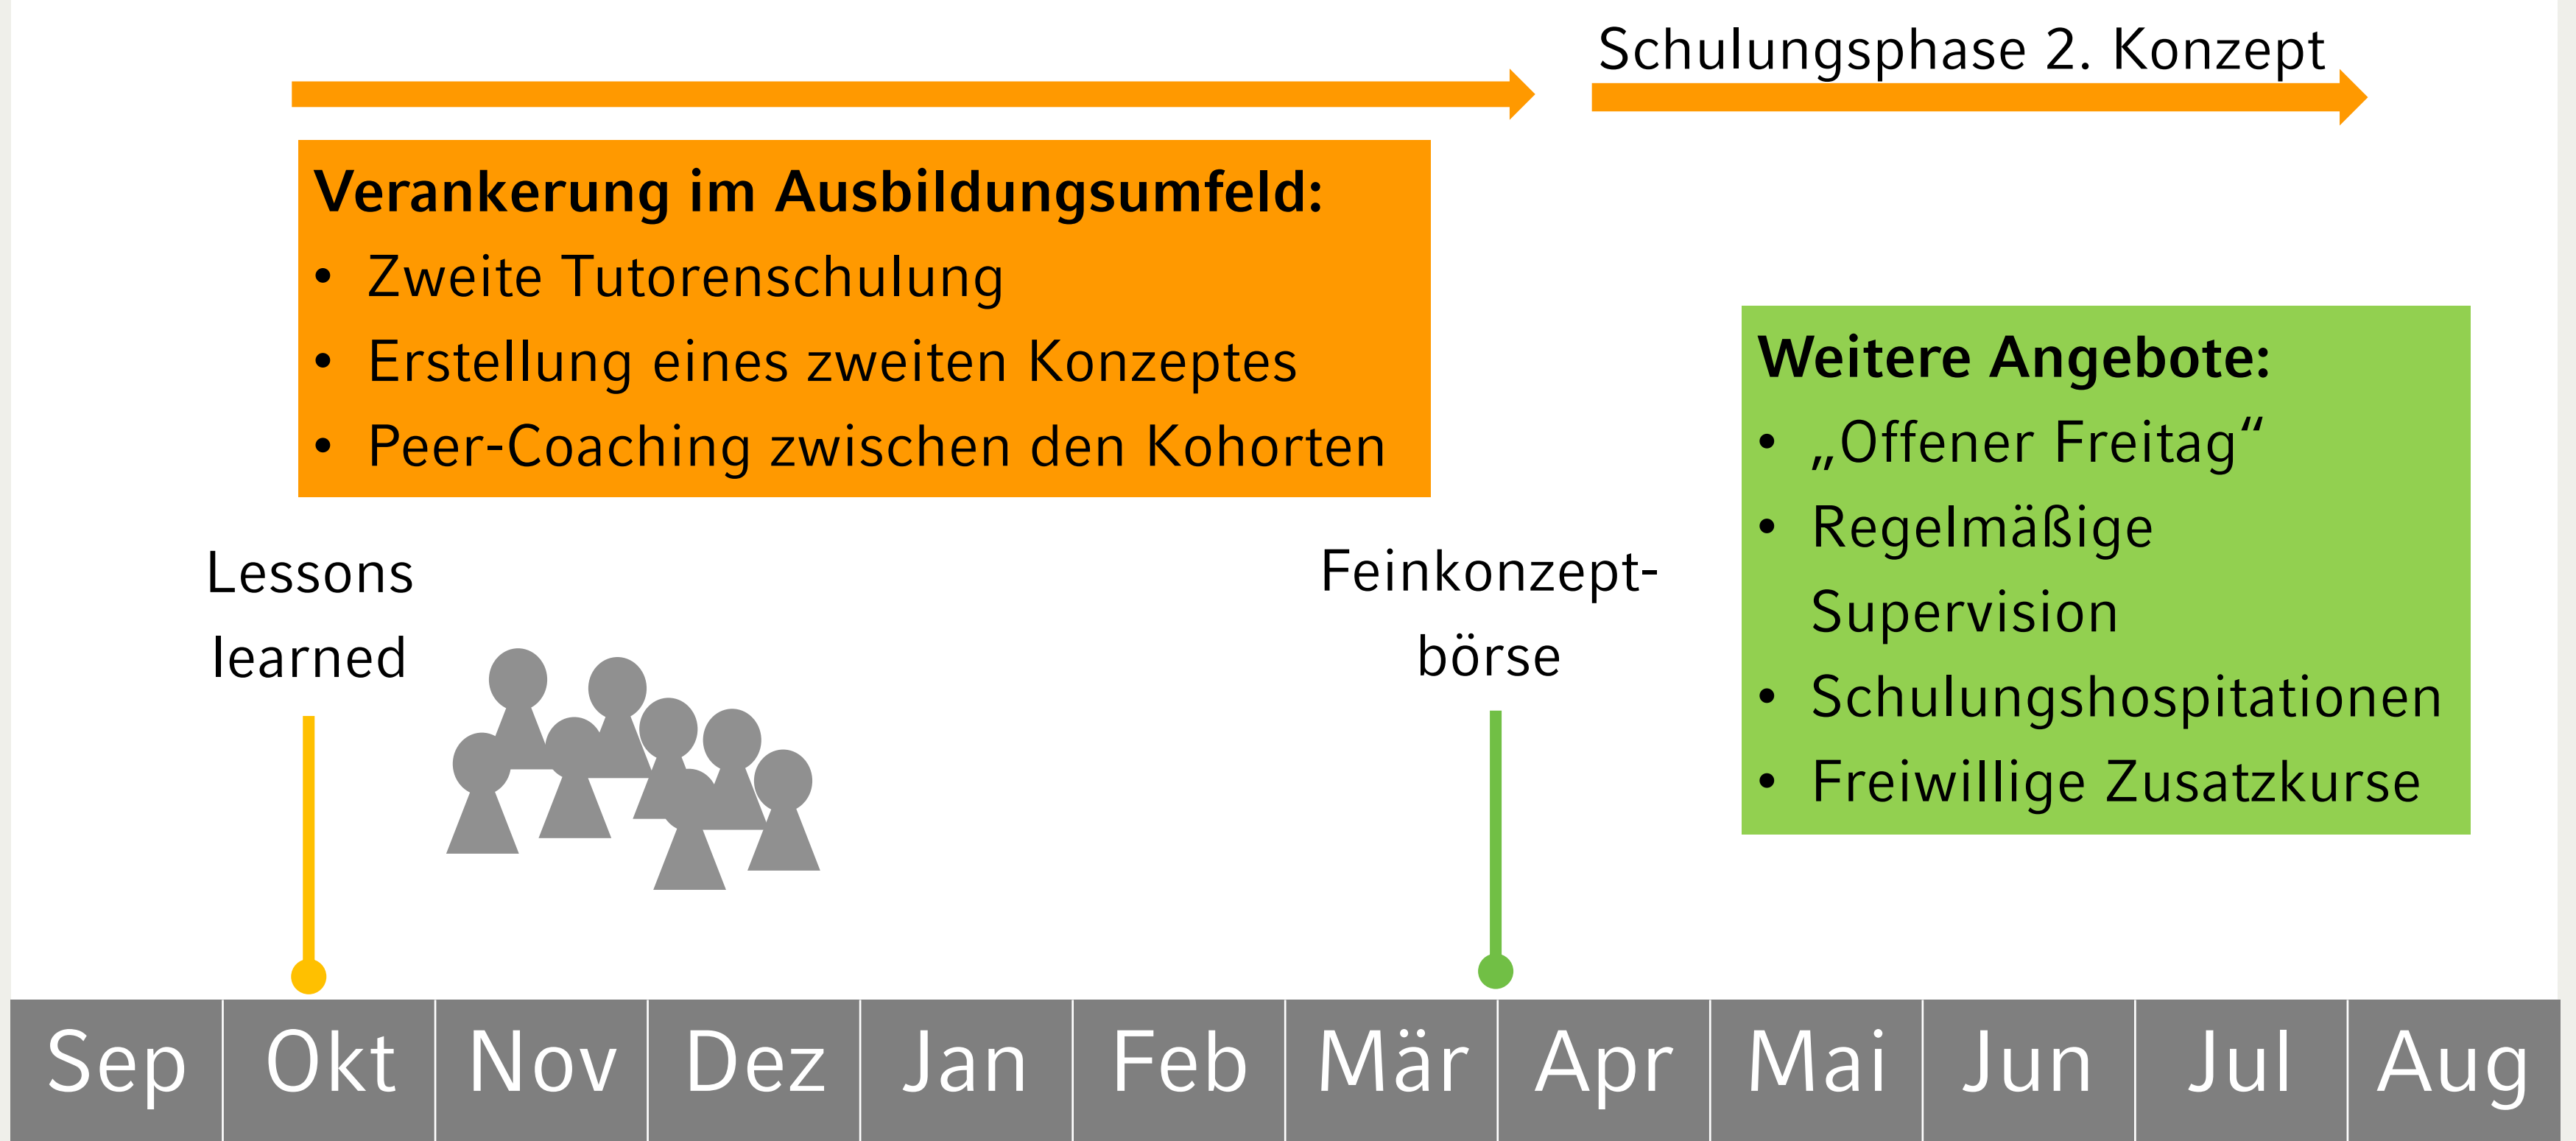 Schulungsphase 2. Konzept
Verankerung im Ausbildungsumfeld:
• Zweite Tutorenschulung
• Erstellung eines zweiten Konzeptes
• Peer-Coaching zwischen den Kohorten
Weitere Angebote:
• „Offener Freitag“
• Regelmäßige
Supervision
• Schulungshospitationen
• Freiwillige Zusatzkurse
Lessons
learned
Feinkonzept-
börse
Sep Okt Nov Dez Jan Feb Mär Apr Mai Jun Jul Aug